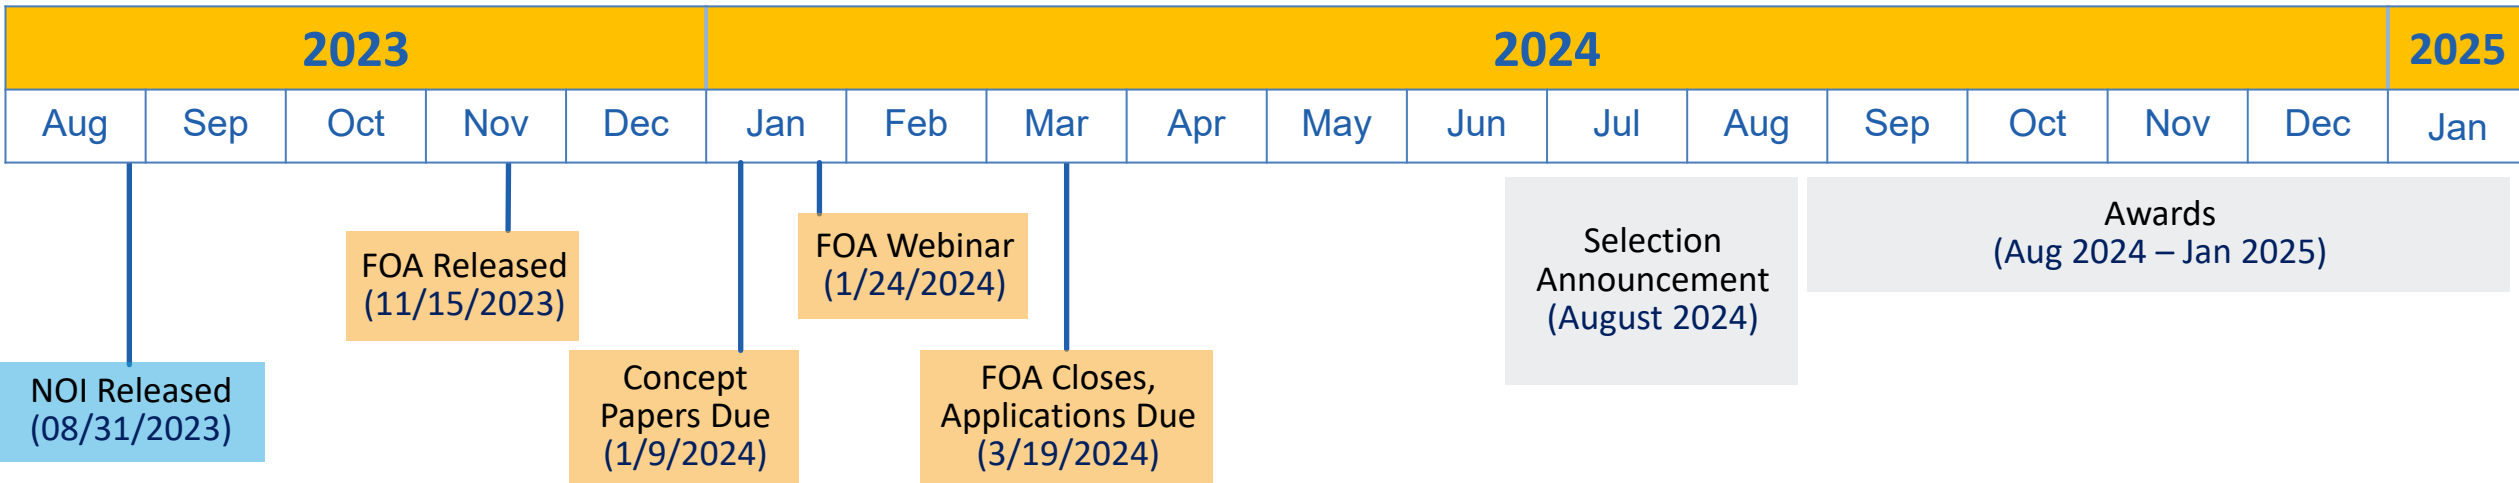 2023 2024 2025
Aug Sep Oct Nov Dec Jan Feb Mar Apr May Jun Jul Aug Sep Oct Nov Dec Jan
NOI Released
(08/31/2023)
FOA Released
(11/15/2023)
Concept
Papers Due
(1/9/2024)
FOA Webinar
(1/24/2024)
FOA Closes,
Applications Due
(3/19/2024)
Selection
Announcement
(August 2024)
Awards
(Aug 2024 – Jan 2025)